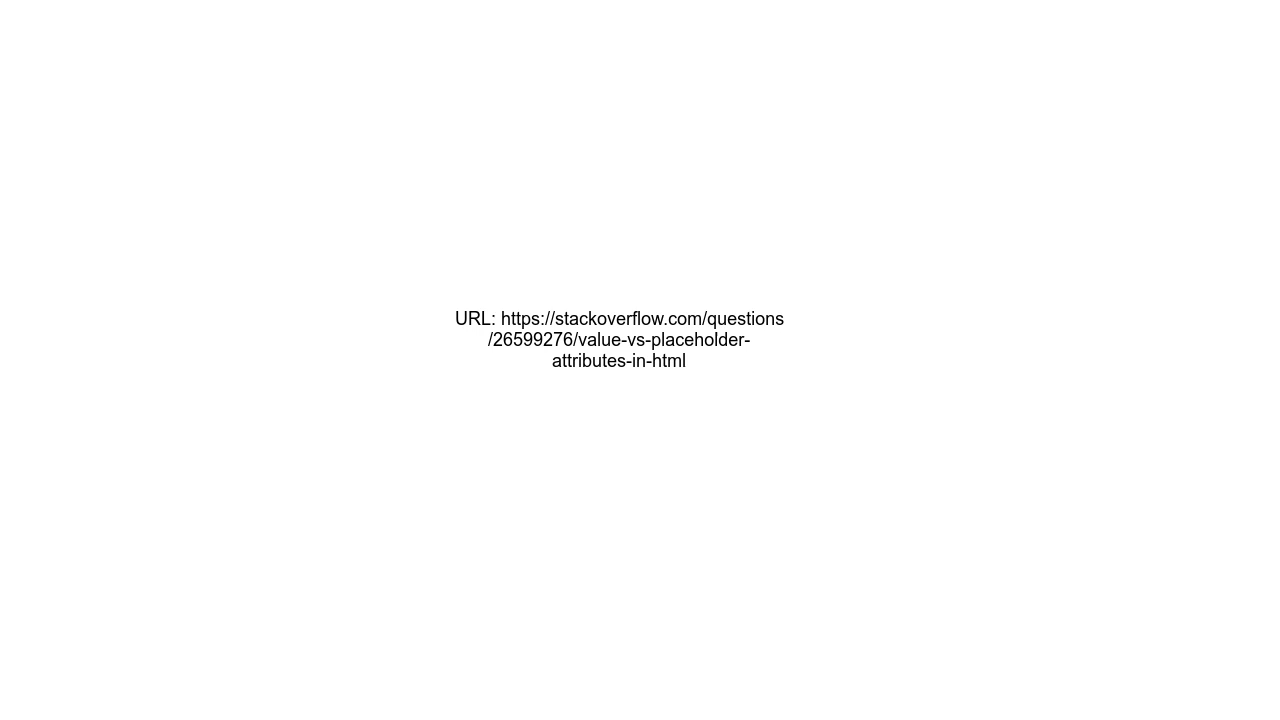 URL: https://stackoverflow.com/questions
/26599276/value-vs-placeholder-
attributes-in-html